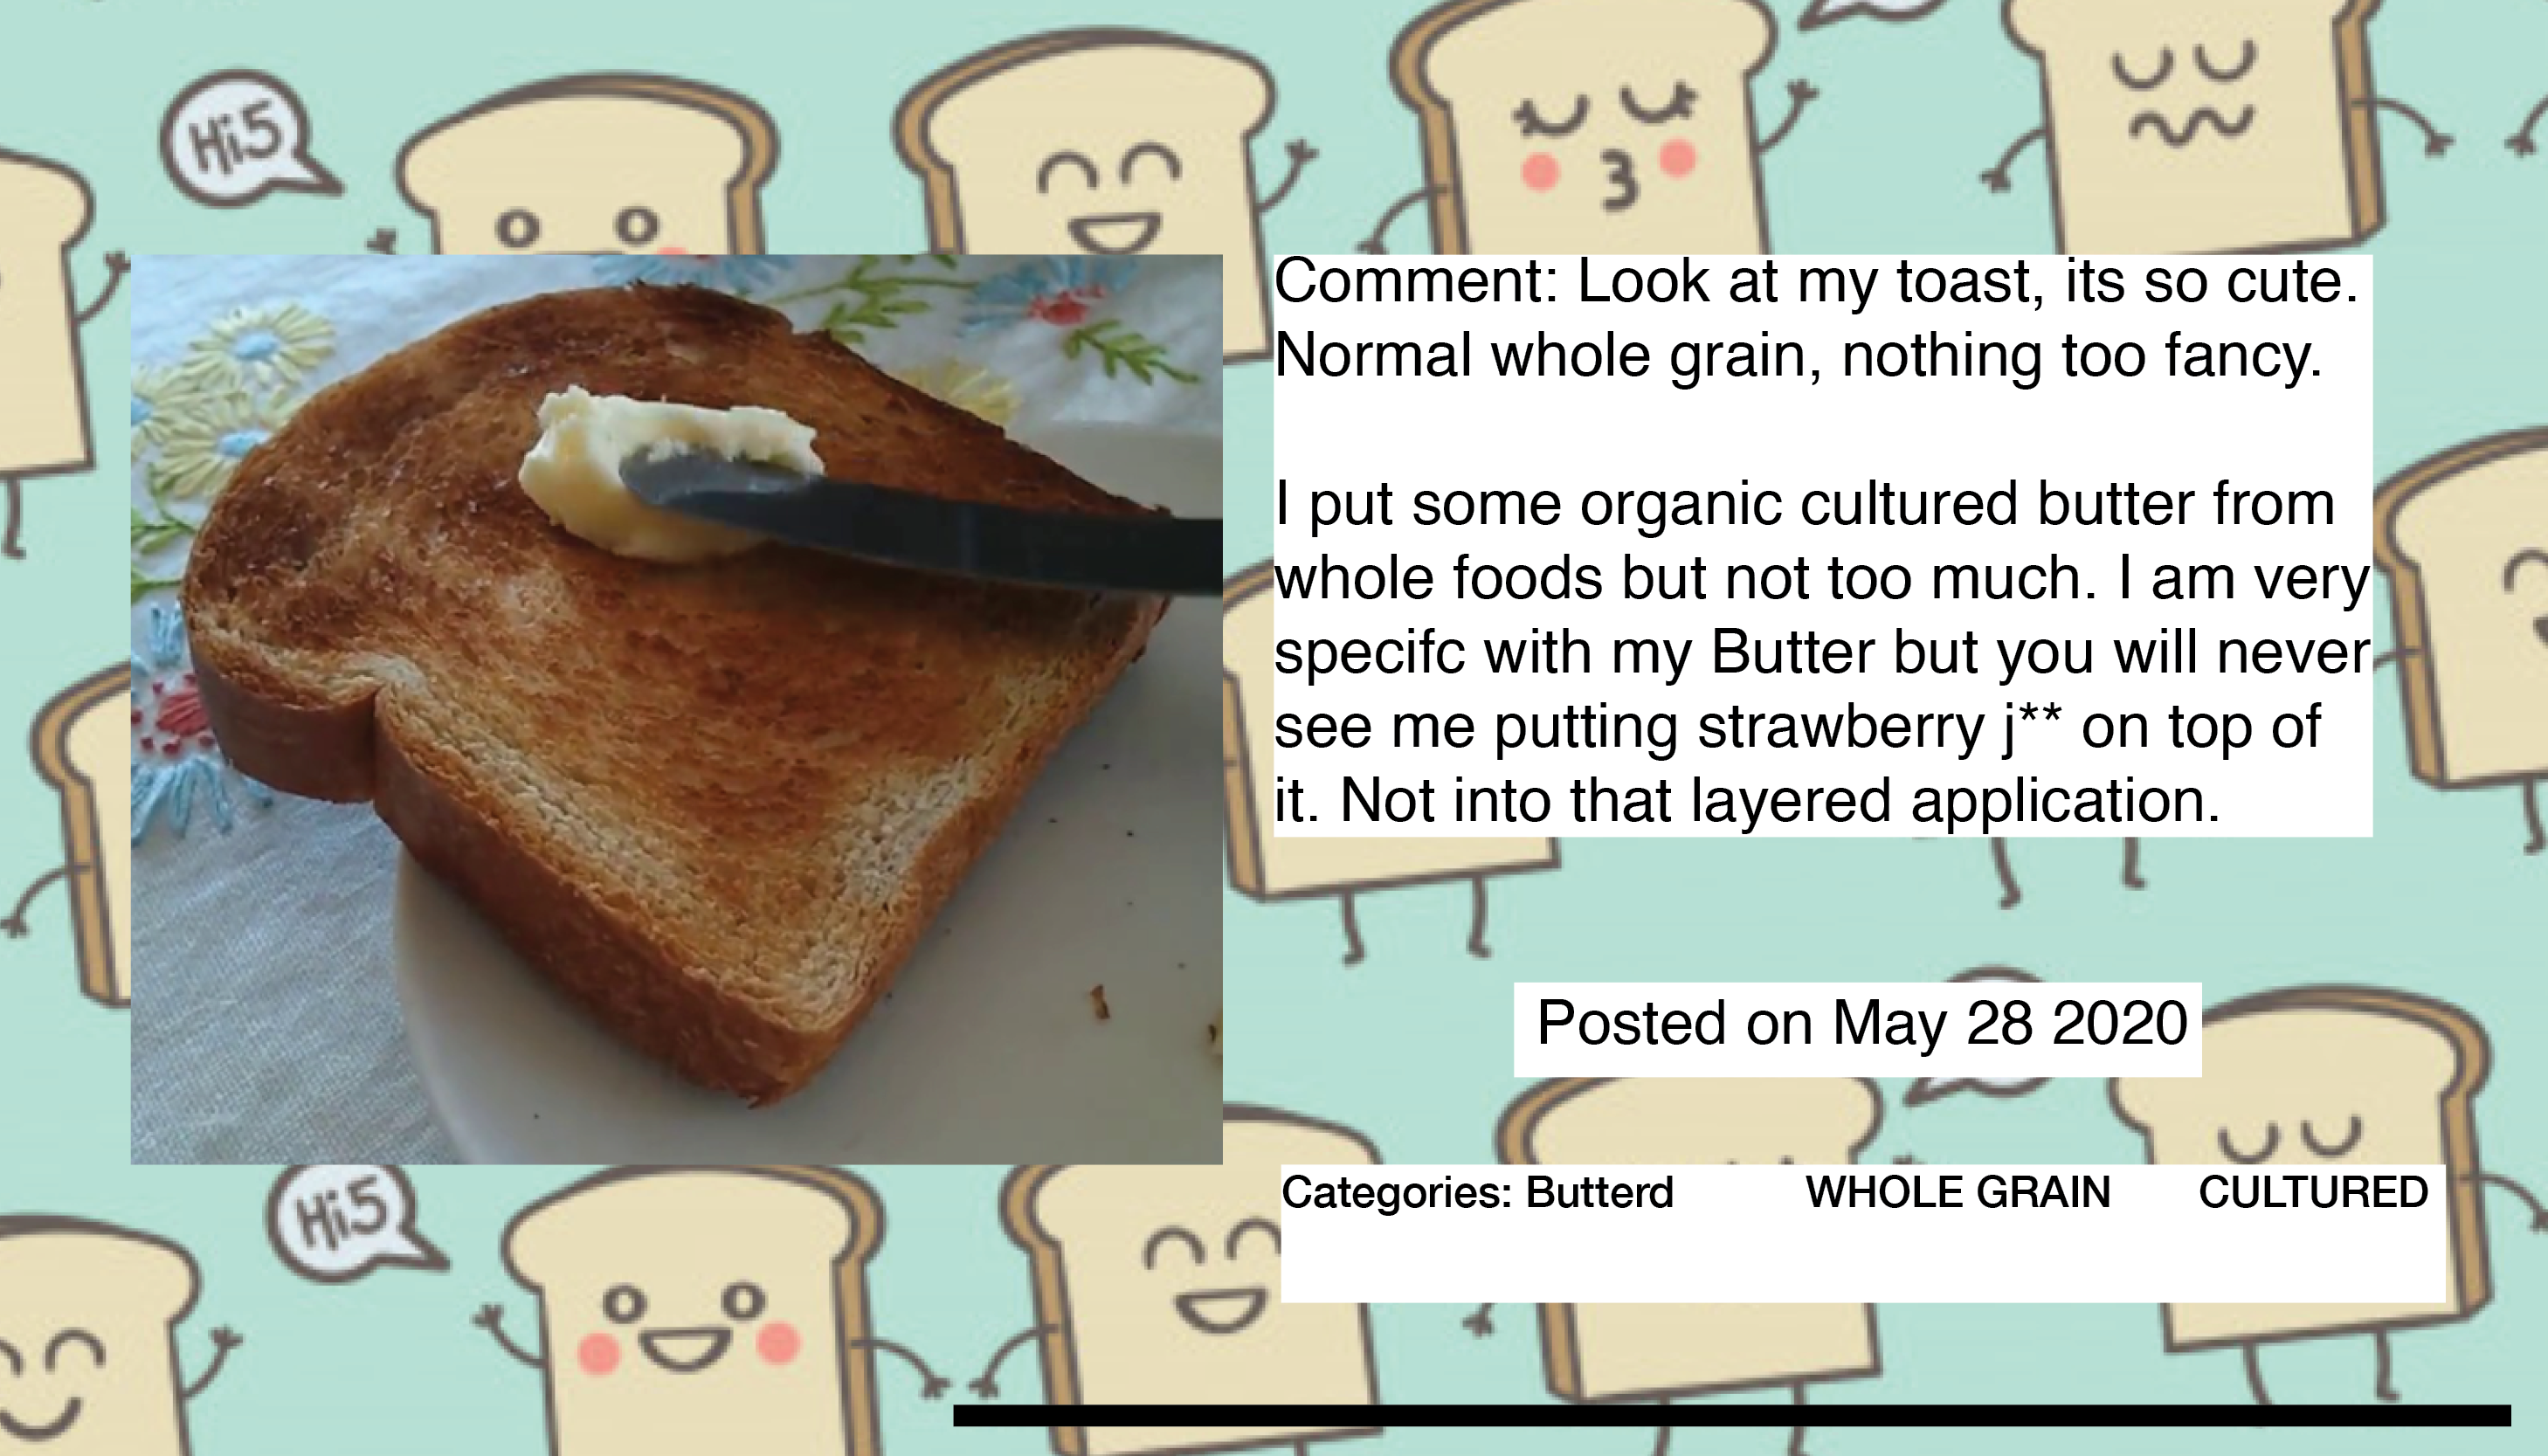 Hi5
Comment: Look at my toast, its so cute.
Normal whole grain, nothing too fancy.
I put some organic cultured butter from
whole foods but not too much. I am very
specifc with my Butter but you will never
see me putting strawberry j** on top of
it. Not into that layered application.
Posted on May 28 2020
Categories: Butterd WHOLE GRAIN CULTURED
Hi5